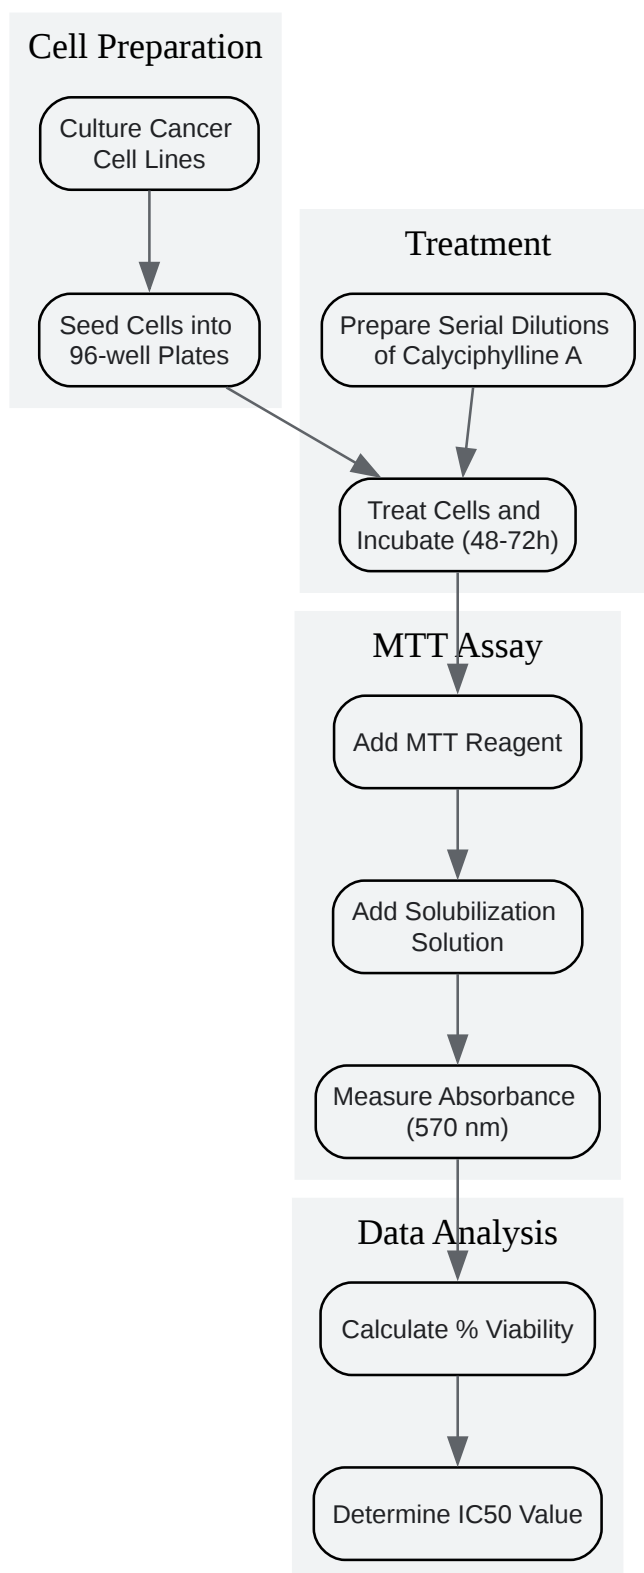 Cell Preparation
Culture Cancer
Cell Lines
Seed Cells into
96-well Plates
Treatment
Prepare Serial Dilutions
of Calyciphylline A
Treat Cells and
Incubate (48-72h)
MTT Assay
Add MTT Reagent
Add Solubilization
Solution
Measure Absorbance
(570 nm)
Data Analysis
Calculate % Viability
Determine IC50 Value